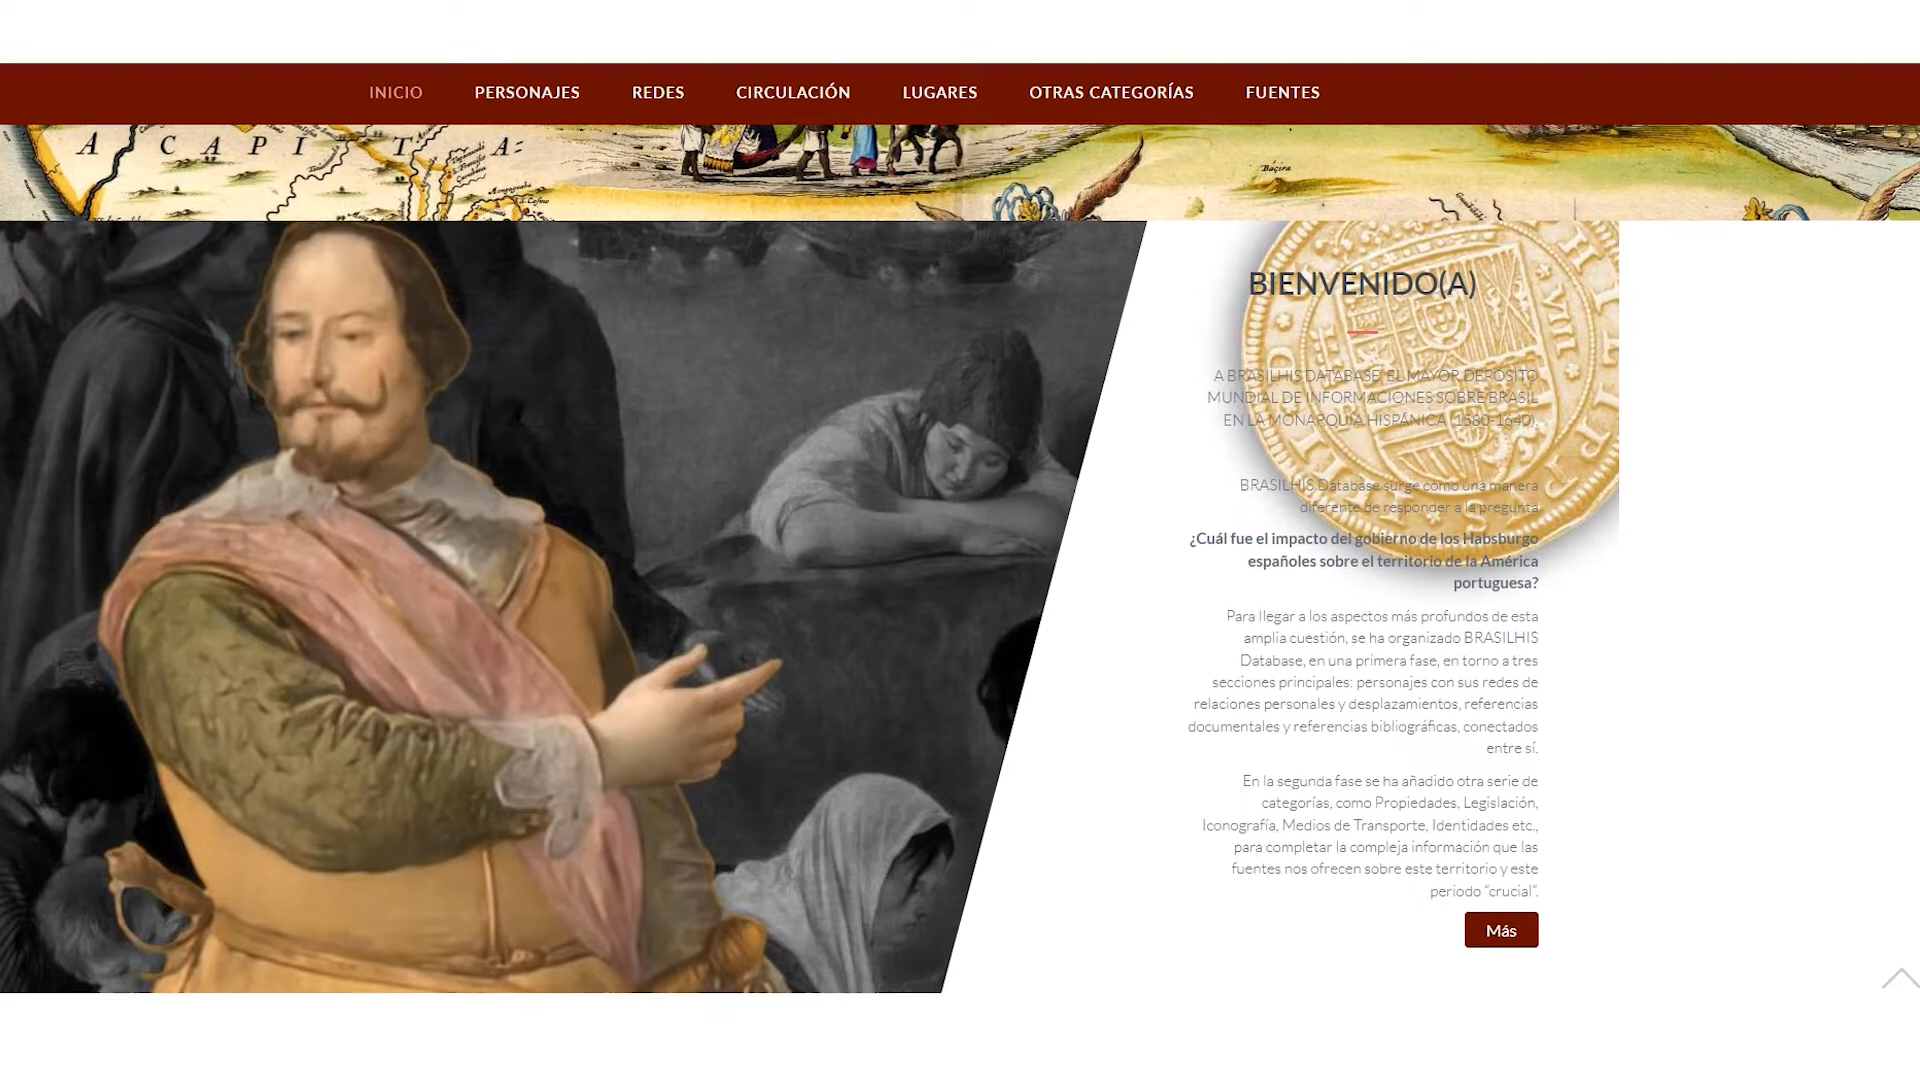 INICIO PERSONAJES REDES CIRCULACIÓN LUGARES OTRAS CATEGORÍAS FUENTES
A CAPITA:
Bacira
BIENVENIDO(A)
A BRASILHIS DATABASE, EL MAYOR DEPÓSITO
MUNDIAL DE INFORMACIONES SOBRE BRASIL
EN LA MONARQUÍA HISPÁNICA (1580-1640).
BRASILHIS Database surge como una manera
diferente de responder a la pregunta
¿Cuál fue el impacto del gobierno de los Habsburgo
españoles sobre el territorio de la América
portuguesa?
Para llegar a los aspectos más profundos de esta
amplia cuestión, se ha organizado BRASILHIS
Database, en una primera fase, en torno a tres
secciones principales: personajes con sus redes de
relaciones personales y desplazamientos, referencias
documentales y referencias bibliográficas, conectados
entre sí.
En la segunda fase se ha añadido otra serie de
categorías, como Propiedades, Legislación,
Iconografía, Medios de Transporte, Identidades etc.,
para completar la compleja información que las
fuentes nos ofrecen sobre este territorio y este
periodo “crucial”.
Más